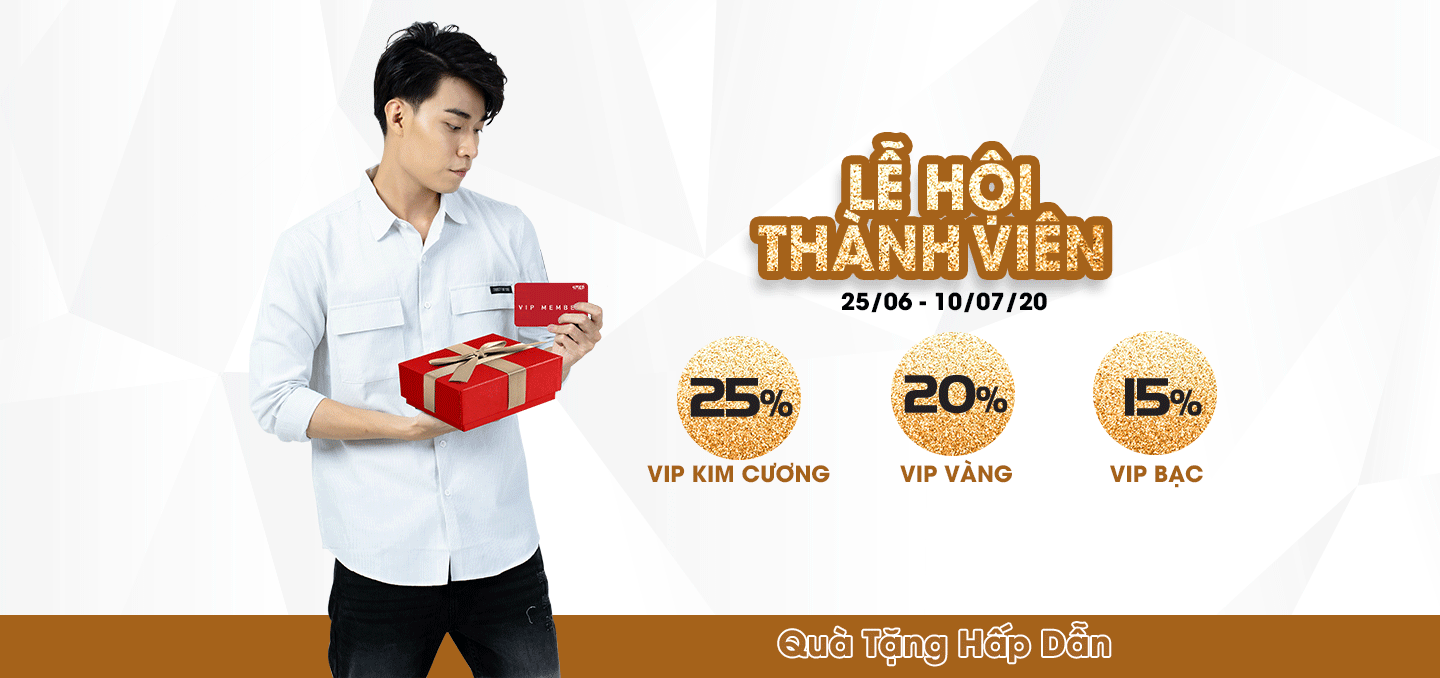 LỄ HỘI
THÀNH VIÊN
25/06 - 10/07/20
25%
20%
15%
VIP KIM CƯƠNG
VIP VÀNG
VIP BẠC
VIP MEMBE
Quà Tặng Hấp Dẫn